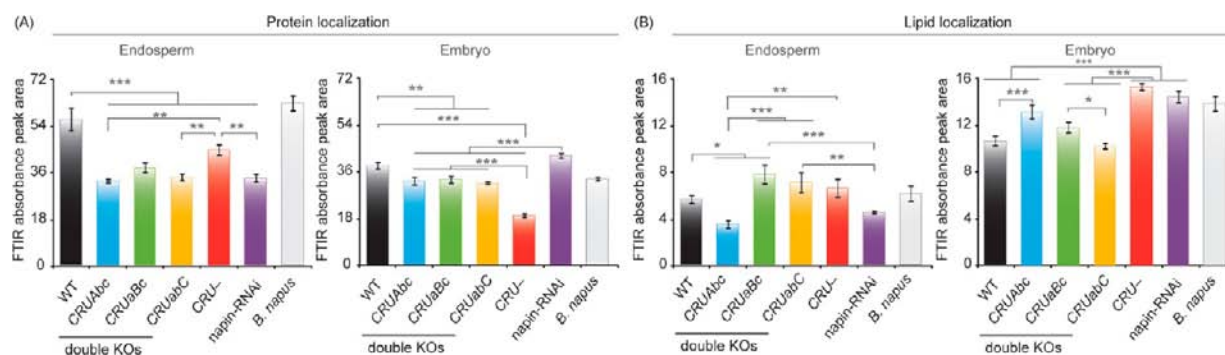 (A) Protein localization
Endosperm
Embryo
FTIR absorbance peak area
72
54
36
18
0
***
**
**
**
WT
CRUAbc
CRUaBc
CRUabC
CRU–
napin-RNAi
B. napus
double KOs
FTIR absorbance peak area
72
54
36
18
0
**
***
***
***
WT
CRUAbc
CRUaBc
CRUabC
CRU–
napin-RNAi
B. napus
double KOs
(B) Lipid localization
Endosperm
Embryo
FTIR absorbance peak area
16
12
8
4
0
*
**
***
***
**
WT
CRUAbc
CRUaBc
CRUabC
CRU–
napin-RNAi
B. napus
double KOs
FTIR absorbance peak area
16
14
12
8
4
0
***
***
***
*
WT
CRUAbc
CRUaBc
CRUabC
CRU–
napin-RNAi
B. napus
double KOs